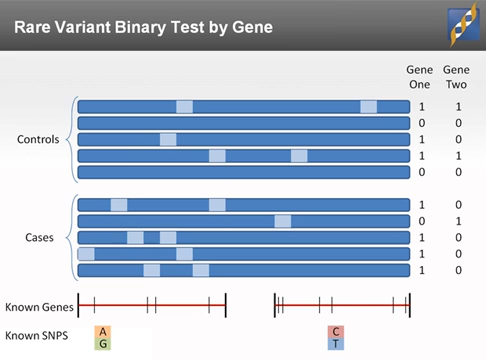 Rare Variant Binary Test by Gene
Gene Gene
One Two
1 1
0 0
Controls 1 0
1 1
0 0
1 0
0 1
Cases 1 0
1 0
1 0
Known Genes
Known SNPS A C
G T